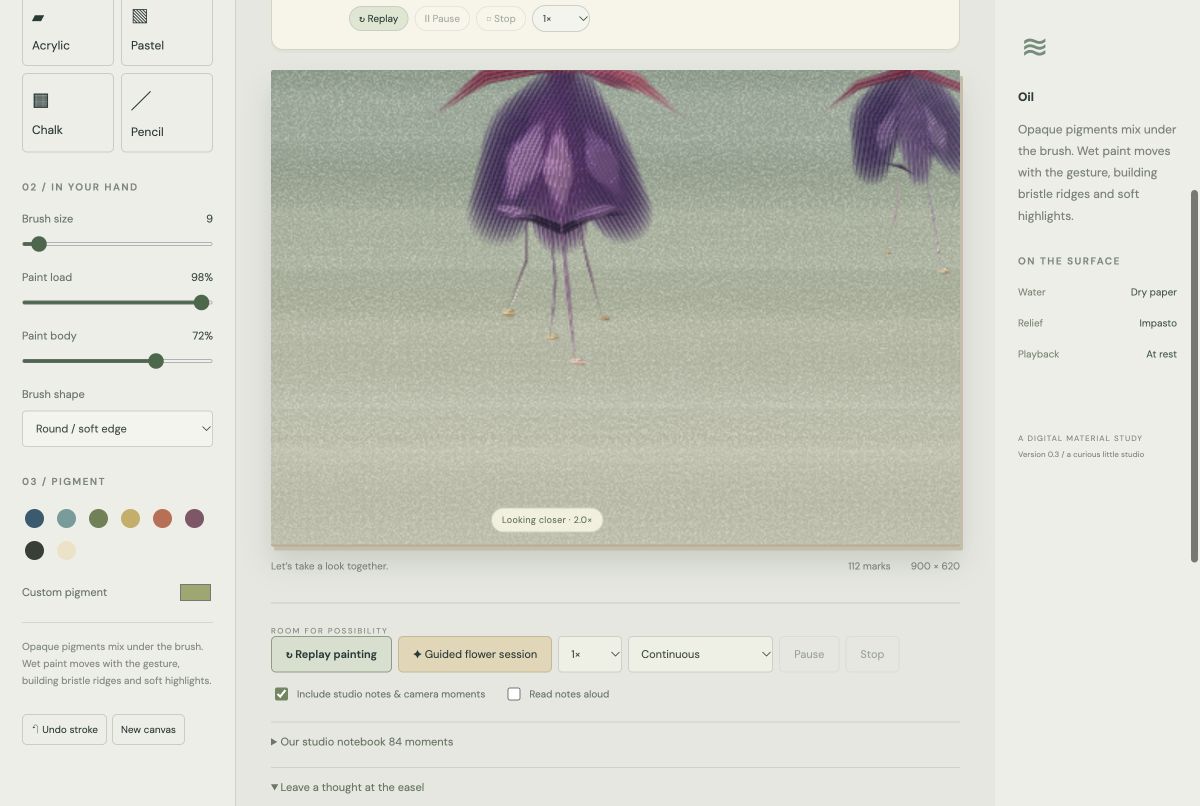 Acrylic
Pastel
Chalk
Pencil
02 / IN YOUR HAND
Brush size 9
Paint load 98%
Paint body 72%
Brush shape
Round / soft edge
03 / PIGMENT
Custom pigment
Opaque pigments mix under the brush.
Wet paint moves with the gesture,
building bristle ridges and soft highlights.
Undo stroke
New canvas
↻ Replay
II Pause
Stop
1×
Looking closer · 2.0×
Let's take a look together.
112 marks
900 × 620
ROOM FOR POSSIBILITY
↻ Replay painting
✦ Guided flower session
1×
Continuous
Pause
Stop
Include studio notes & camera moments
Read notes aloud
Our studio notebook 84 moments
Leave a thought at the easel
Oil
Opaque pigments mix under
the brush. Wet paint moves
with the gesture, building
bristle ridges and soft
highlights.
ON THE SURFACE
Water Dry paper
Relief Impasto
Playback At rest
A DIGITAL MATERIAL STUDY
Version 0.3 / a curious little studio